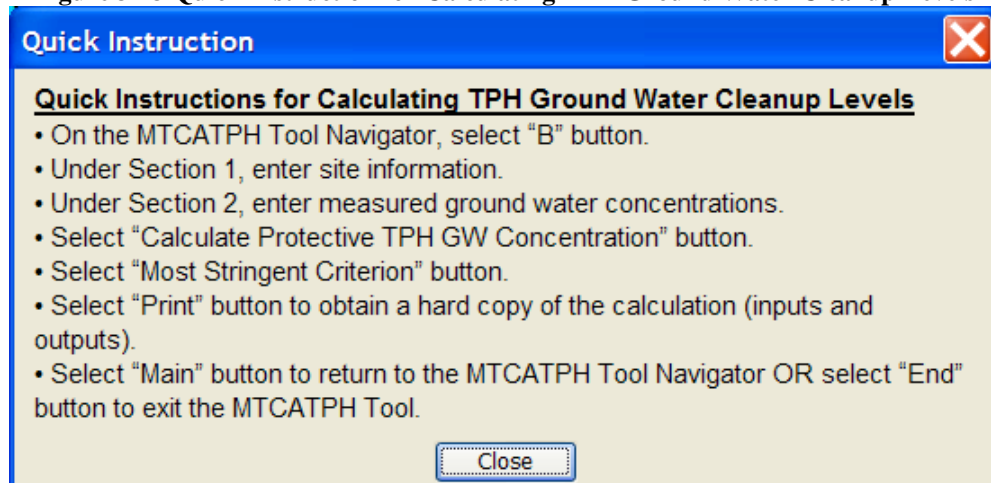 Quick Instruction
Quick Instructions for Calculating TPH Ground Water Cleanup Levels
• On the MTCATPH Tool Navigator, select “B” button.
• Under Section 1, enter site information.
• Under Section 2, enter measured ground water concentrations.
• Select “Calculate Protective TPH GW Concentration” button.
• Select “Most Stringent Criterion” button.
• Select “Print” button to obtain a hard copy of the calculation (inputs and
outputs).
• Select “Main” button to return to the MTCATPH Tool Navigator OR select “End”
button to exit the MTCATPH Tool.
Close